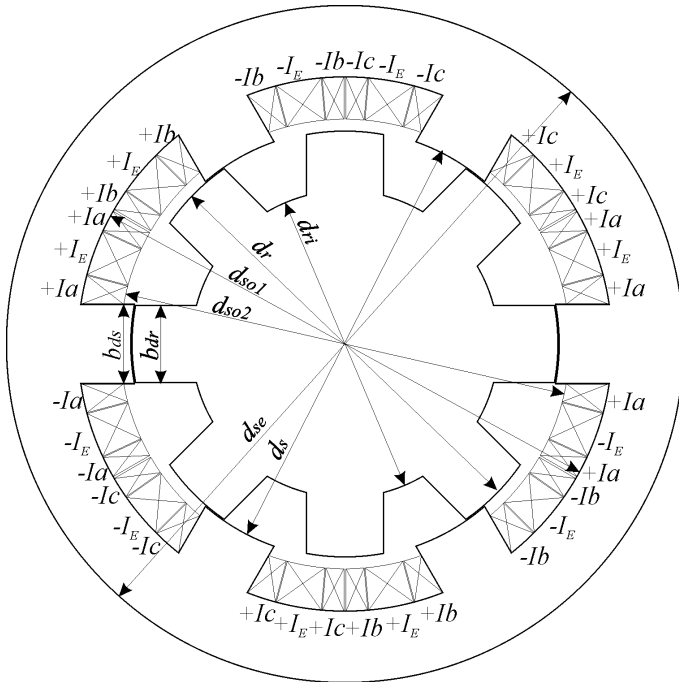 -Ib -I_E -Ib -Ic -I_E -Ic
+Ib
+I_E
+Ib
+Ia
+I_E
+Ia
+Ic
+I_E
+Ic
+Ia
+I_E
+Ia
d_ri
d_r
d_so1
d_so2
b_ds
b_dr
d_se
d_s
-Ia
-I_E
-Ia
-Ic
-I_E
-Ic
+Ia
-I_E
+Ia
-Ib
-I_E
-Ib
+Ic +I_E +Ic +Ib +I_E +Ib